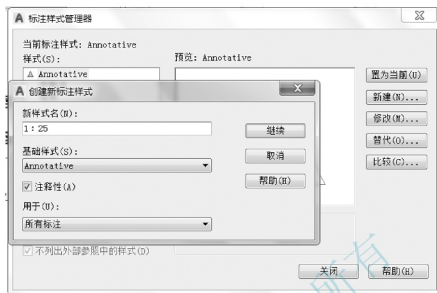 标注样式管理器
当前标注样式: Annotative
样式(S):
预览: Annotative
Annotative
置为当前(U)
新建(N)...
修改(M)...
替代(O)...
比较(C)...
创建新标注样式
新样式名(N):
1:25
继续
基础样式(S):
取消
Annotative
帮助(H)
注释性(A)
用于(U):
所有标注
不列出外部参照中的样式(D)
关闭
帮助(H)
所有